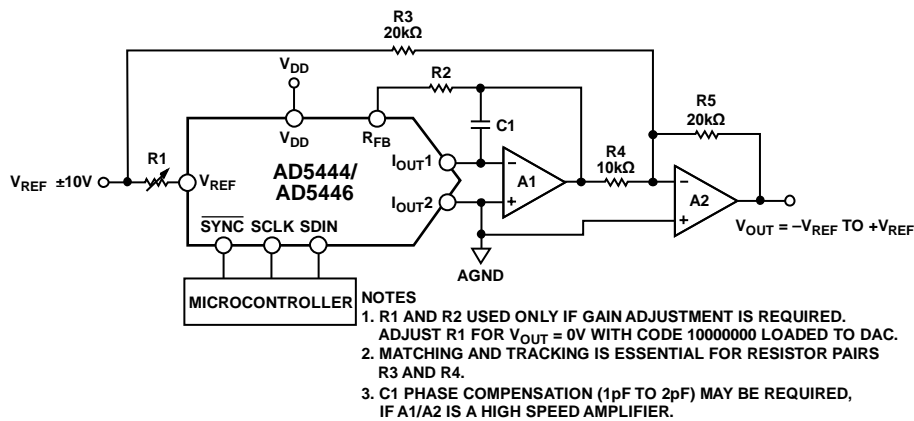 R3
20kΩ
VDD
R2
R5
20kΩ
C1
VDD
RFB
R1
IOUT1
R4
10kΩ
VREF ±10V
VREF
AD5444/
AD5446
–
A1
–
A2
IOUT2
+
+
SYNC SCLK SDIN
VOUT = –VREF TO +VREF
AGND
MICROCONTROLLER
NOTES
1. R1 AND R2 USED ONLY IF GAIN ADJUSTMENT IS REQUIRED.
ADJUST R1 FOR VOUT = 0V WITH CODE 10000000 LOADED TO DAC.
2. MATCHING AND TRACKING IS ESSENTIAL FOR RESISTOR PAIRS
R3 AND R4.
3. C1 PHASE COMPENSATION (1pF TO 2pF) MAY BE REQUIRED,
IF A1/A2 IS A HIGH SPEED AMPLIFIER.